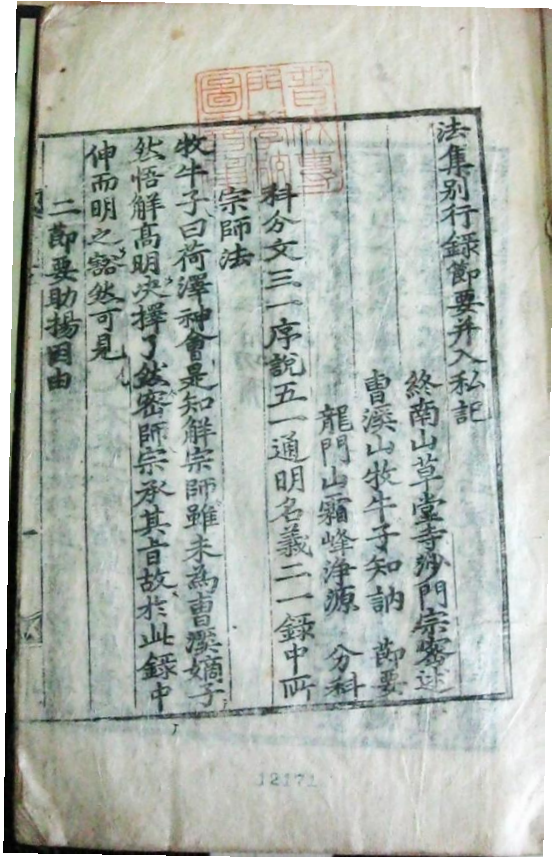 法集別行錄節要并入私記
終南山草堂寺沙門宗密述
曹溪山牧牛子知訥 節要
龍門山霜峰淨源 分科
科分文三一序說五一通明名義二一錄中所
宗師法
牧牛子曰荷澤神會是知解宗師雖未為曹溪嫡子
然悟解高明决擇了然密師宗承其旨故於此錄中
伸而明之豁然可見
二節要助揚因由
12171